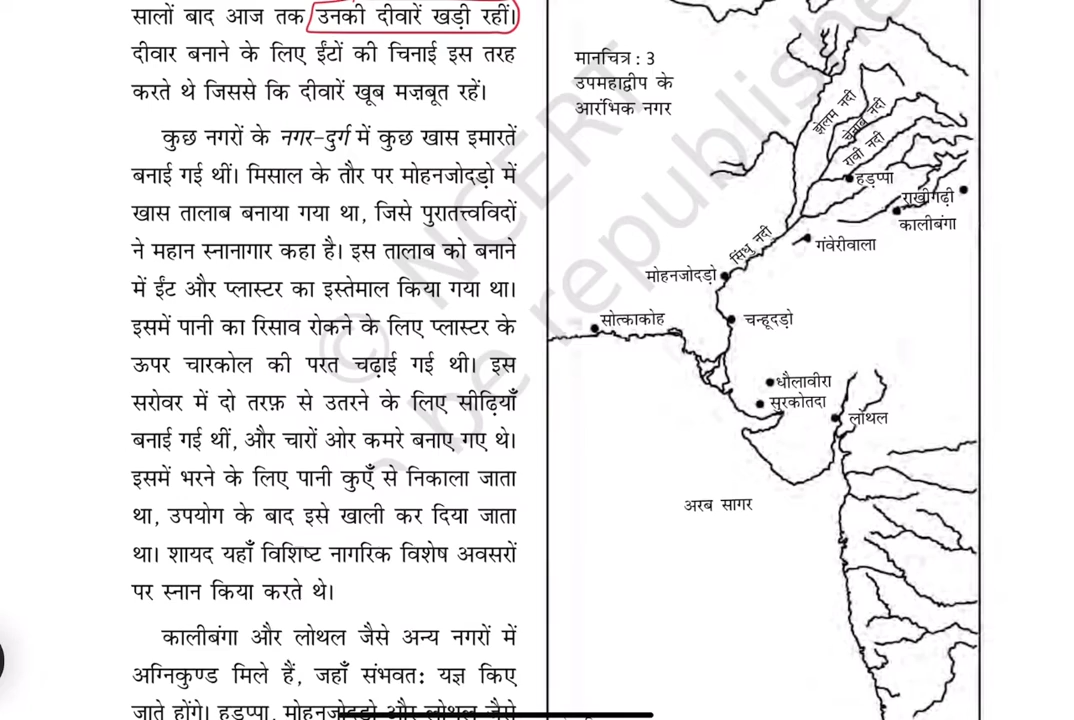 सालों बाद आज तक उनकी दीवारें खड़ी रहीं।
दीवार बनाने के लिए ईंटों की चिनाई इस तरह
करते थे जिससे कि दीवारें खूब मज़बूत रहें।
कुछ नगरों के नगर-दुर्ग में कुछ खास इमारतें
बनाई गई थीं। मिसाल के तौर पर मोहनजोदड़ो में
खास तालाब बनाया गया था, जिसे पुरातत्त्वविदों
ने महान स्नानागार कहा है। इस तालाब को बनाने
में ईंट और प्लास्टर का इस्तेमाल किया गया था।
इसमें पानी का रिसाव रोकने के लिए प्लास्टर के
ऊपर चारकोल की परत चढ़ाई गई थी। इस
सरोवर में दो तरफ़ से उतरने के लिए सीढ़ियाँ
बनाई गई थीं, और चारों ओर कमरे बनाए गए थे।
इसमें भरने के लिए पानी कुएँ से निकाला जाता
था, उपयोग के बाद इसे खाली कर दिया जाता
था। शायद यहाँ विशिष्ट नागरिक विशेष अवसरों
पर स्नान किया करते थे।
कालीबंगा और लोथल जैसे अन्य नगरों में
अग्निकुण्ड मिले हैं, जहाँ संभवत: यज्ञ किए
जाते होंगे। हड़प्पा, मोहनजोदड़ो और लोथल जैसे
मानचित्र : 3
उपमहाद्वीप के
आरंभिक नगर
झेलम नदी
चेनाब नदी
रावी नदी
हड़प्पा
राखीगढ़ी
कालीबंगा
गंवेरीवाला
सिंधु नदी
मोहनजोदड़ो
सोत्काकोह
चन्हूदड़ो
धौलावीरा
सुरकोतदा
लोथल
अरब सागर
© NCERT
be republished